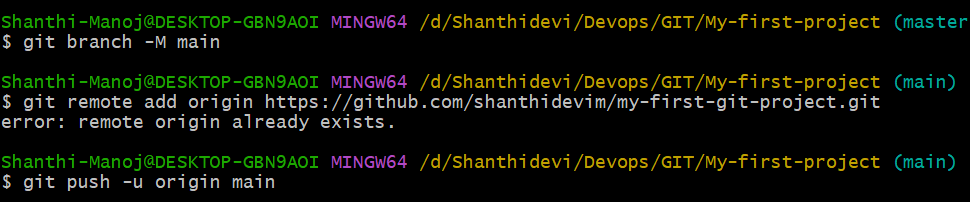 Shanthi-Manoj@DESKTOP-GBN9AOI MINGW64 /d/Shanthidevi/Devops/GIT/My-first-project (master
$ git branch -M main
Shanthi-Manoj@DESKTOP-GBN9AOI MINGW64 /d/Shanthidevi/Devops/GIT/My-first-project (main)
$ git remote add origin https://github.com/shanthidevim/my-first-git-project.git
error: remote origin already exists.
Shanthi-Manoj@DESKTOP-GBN9AOI MINGW64 /d/Shanthidevi/Devops/GIT/My-first-project (main)
$ git push -u origin main